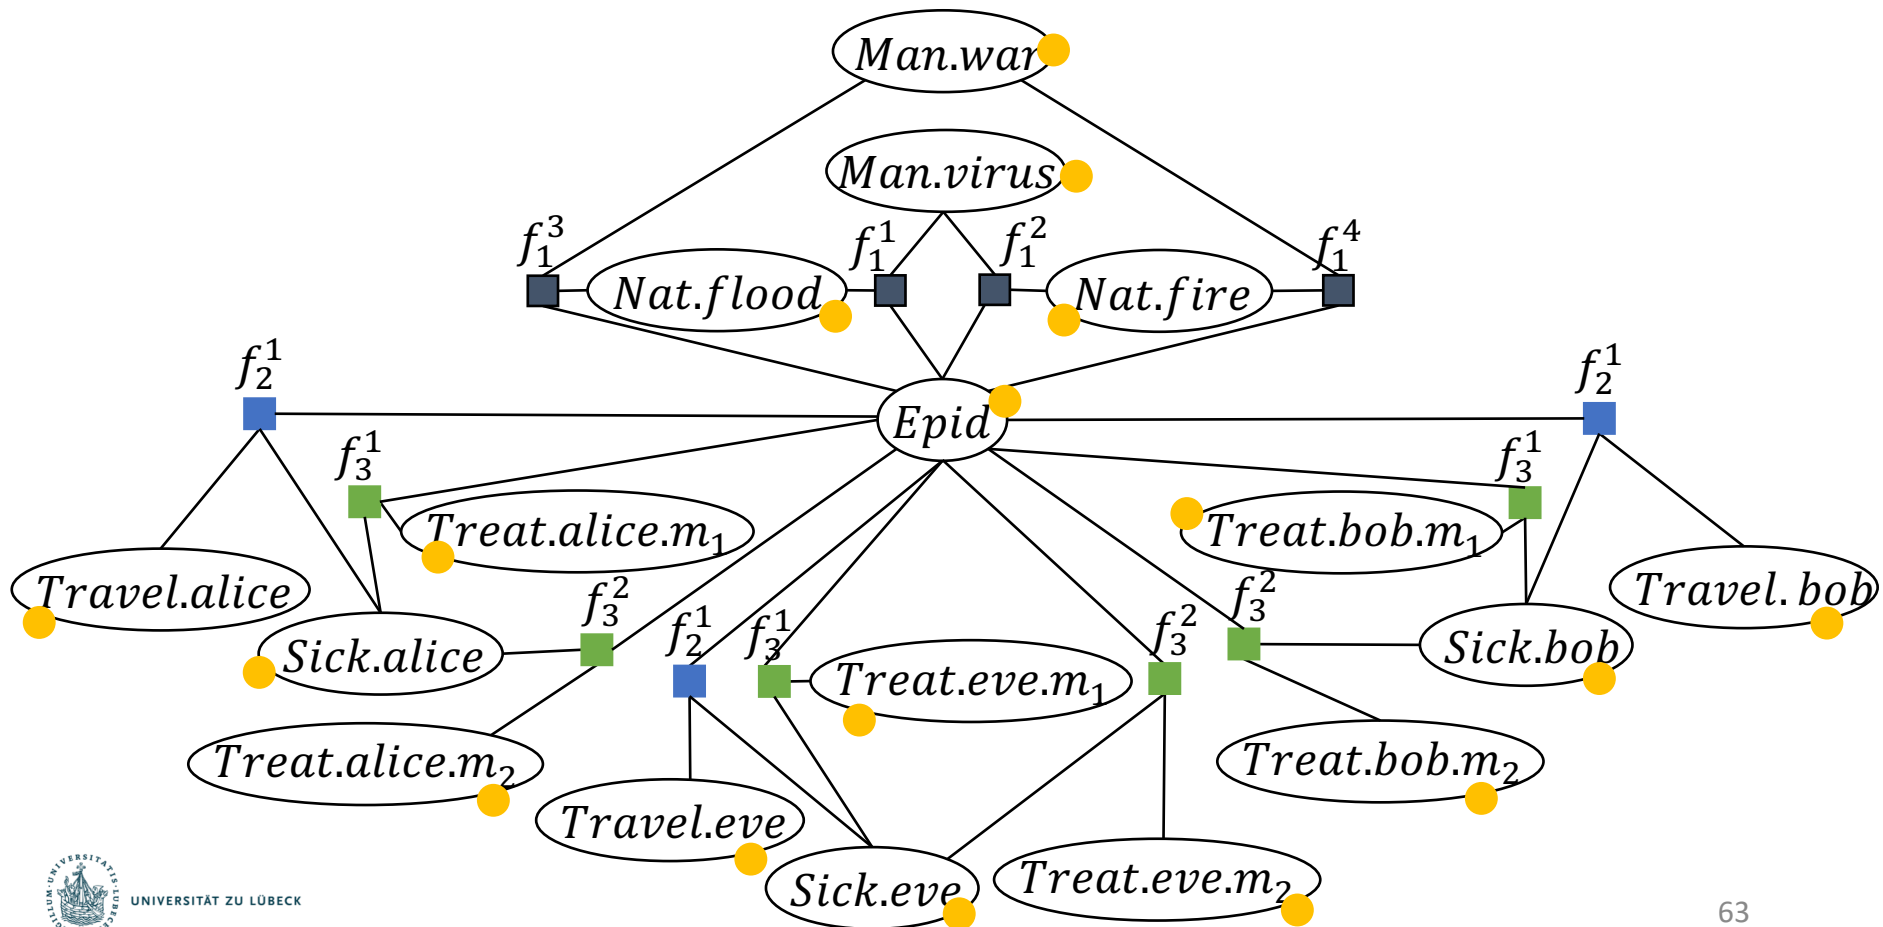 Man.war
Man.virus
f_1^3
f_1^1
f_1^2
f_1^4
Nat.flood
Nat.fire
f_2^1
f_2^1
Epid
f_3^1
f_3^1
Treat.alice.m_1
Treat.bob.m_1
Travel.alice
Travel.bob
f_3^2
f_2^1
f_3^1
f_3^2
f_3^2
Sick.alice
Sick.bob
Treat.eve.m_1
Treat.alice.m_2
Treat.bob.m_2
Travel.eve
Sick.eve
Treat.eve.m_2
UNIVERSITÄT ZU LÜBECK
63